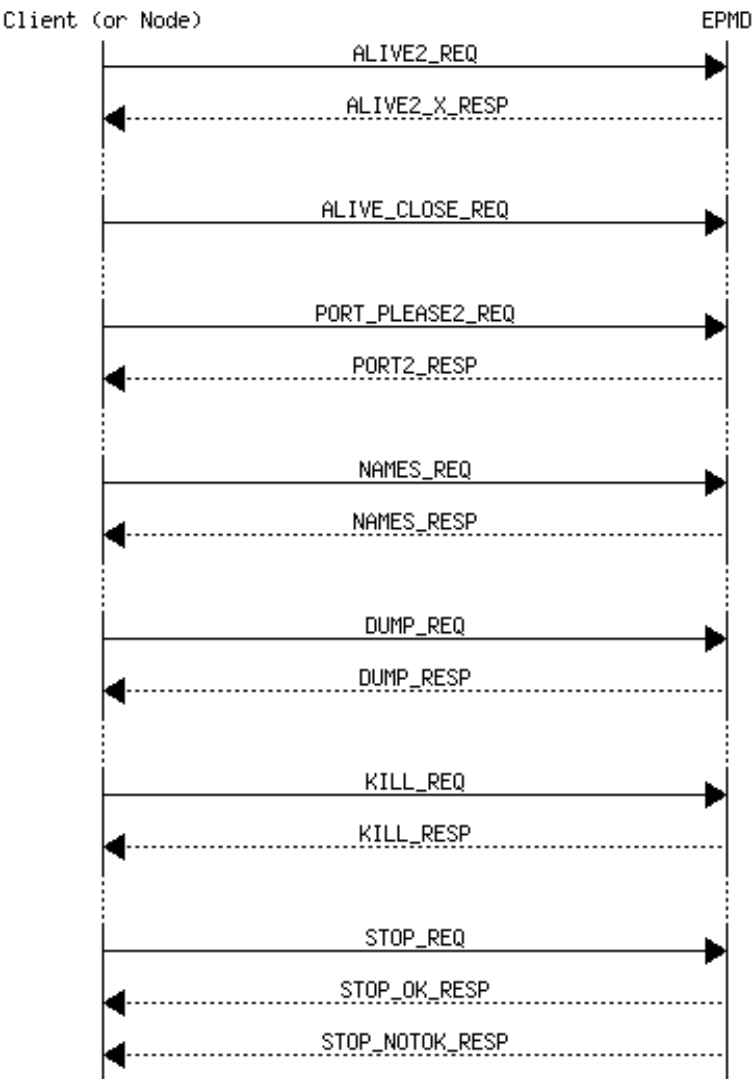 Client (or Node) EPMD
ALIVE2_REQ
ALIVE2_X_RESP
ALIVE_CLOSE_REQ
PORT_PLEASE2_REQ
PORT2_RESP
NAMES_REQ
NAMES_RESP
DUMP_REQ
DUMP_RESP
KILL_REQ
KILL_RESP
STOP_REQ
STOP_OK_RESP
STOP_NOTOK_RESP